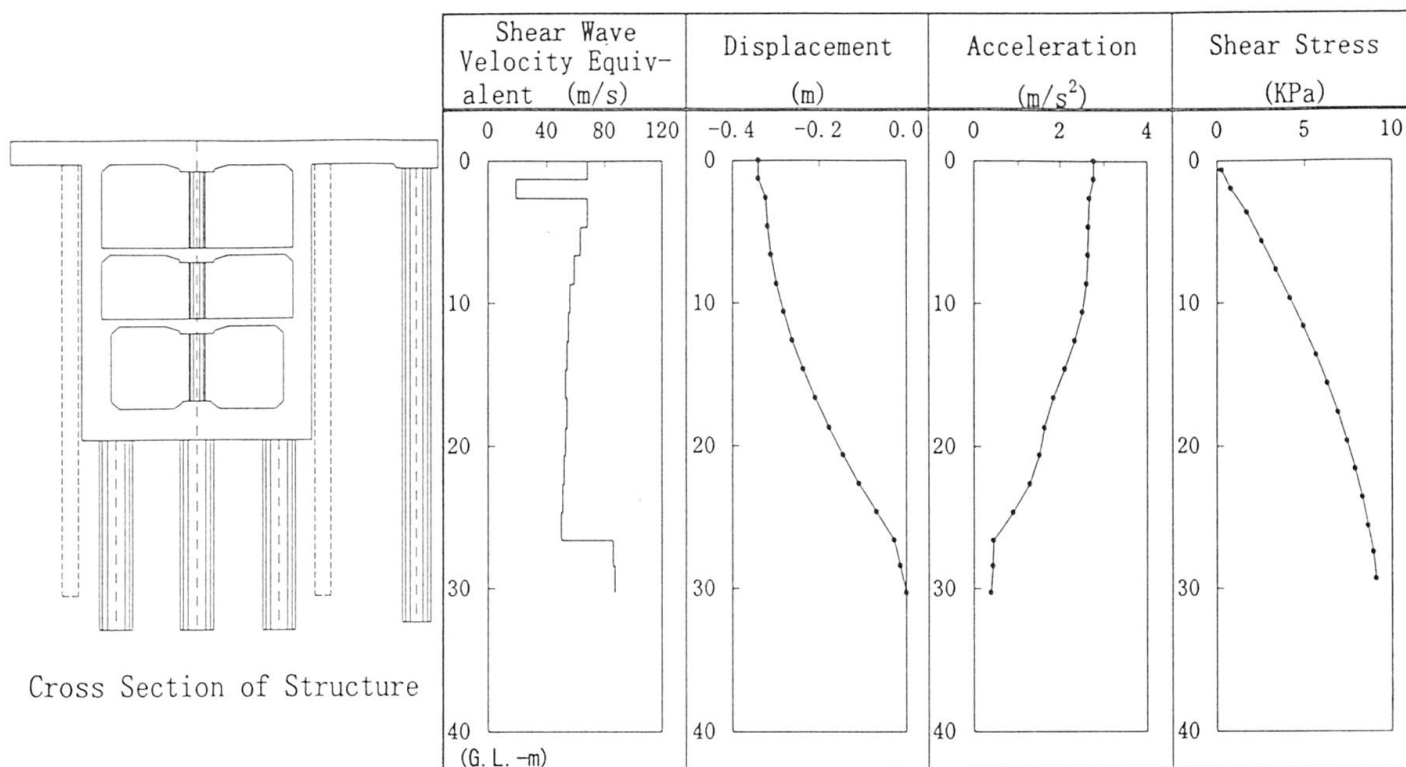 Shear Wave
Velocity Equiv-
alent (m/s)
Displacement
(m)
Acceleration
(m/s²)
Shear Stress
(KPa)
0 40 80 120
-0.4 -0.2 0.0
0 2 4
0 5 10
0 0 0 0
10 10 10 10
20 20 20 20
30 30 30 30
40 40 40 40
(G.L.-m)
Cross Section of Structure